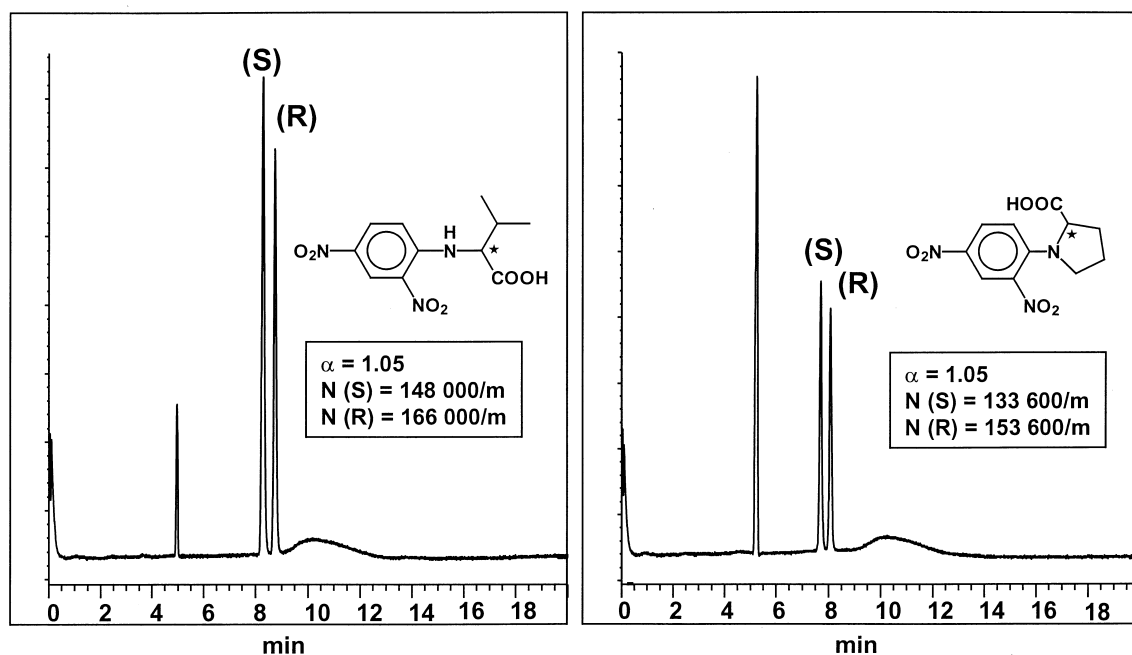 (S)
(R)
H
O₂N
N
★
COOH
NO₂
α = 1.05
N (S) = 148 000/m
N (R) = 166 000/m
0 2 4 6 8 10 12 14 16 18
min
HOOC
★
(S)
O₂N
N
(R)
NO₂
α = 1.05
N (S) = 133 600/m
N (R) = 153 600/m
0 2 4 6 8 10 12 14 16 18
min